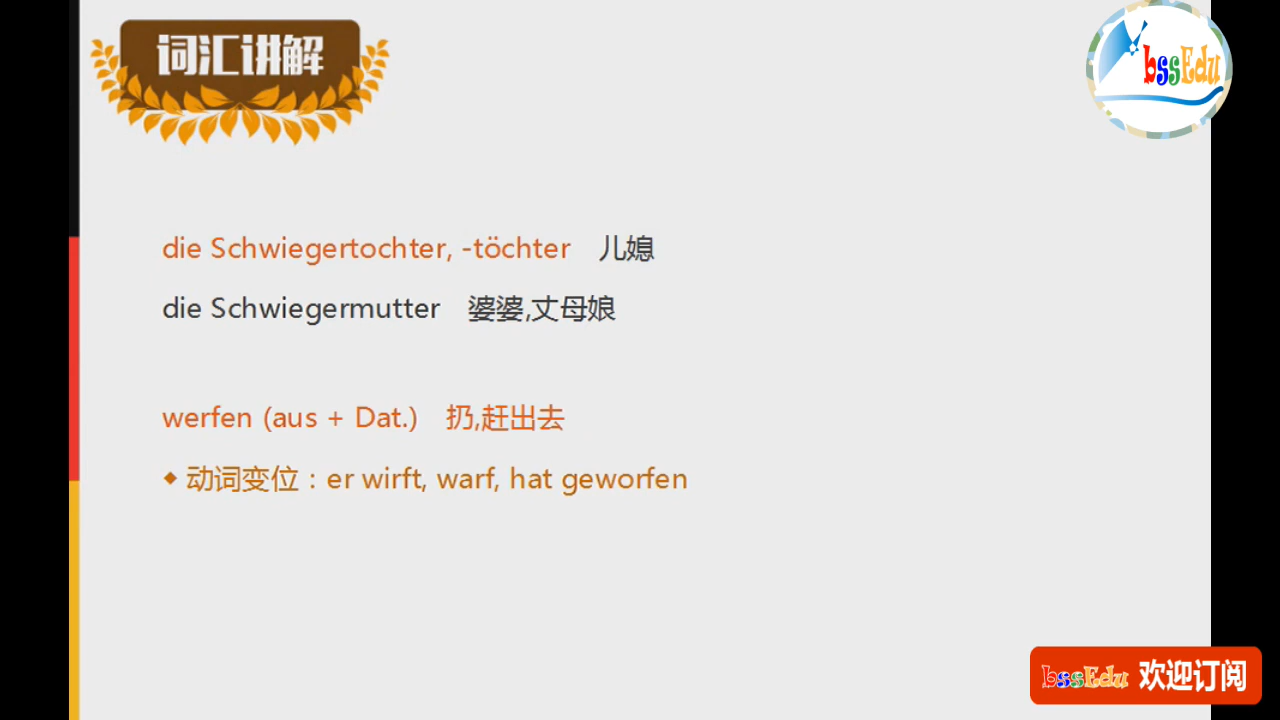 词汇讲解
bssEdu
die Schwiegertochter, -töchter 儿媳
die Schwiegermutter 婆婆,丈母娘
werfen (aus + Dat.) 扔,赶出去
◆ 动词变位：er wirft, warf, hat geworfen
bssEdu 欢迎订阅